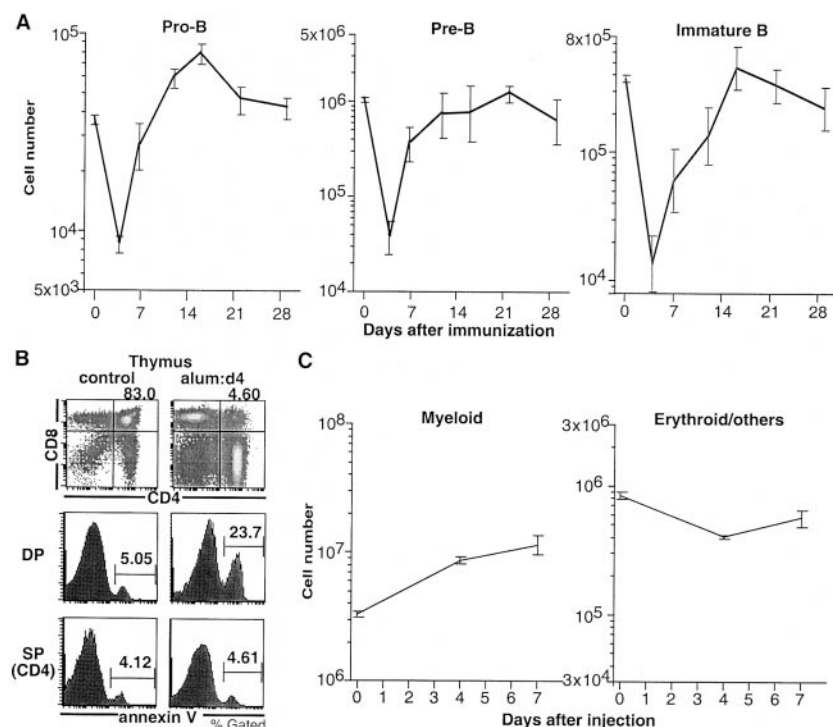 A
Pro-B
Pre-B
Immature B
Cell number
10^5
10^4
5x10^3
5x10^6
10^6
10^5
10^4
8x10^5
10^5
10^4
0 7 14 21 28
0 7 14 21 28
0 7 14 21 28
Days after immunization
B
Thymus
control
alum:d4
83.0
4.60
CD8
CD4
DP
5.05
23.7
SP
(CD4)
4.12
4.61
annexin V
% Gated
C
Myeloid
Erythroid/others
Cell number
10^8
10^7
10^6
3x10^6
10^6
10^5
3x10^4
0 1 2 3 4 5 6 7
0 1 2 3 4 5 6 7
Days after injection